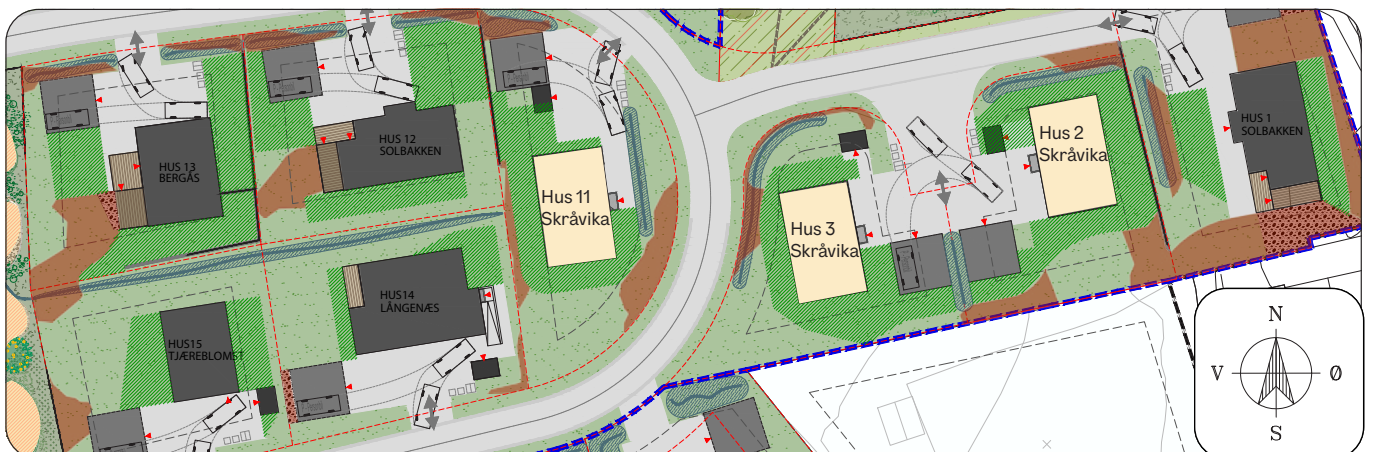 HUS 13
BERGÅS
HUS 12
SOLBAKKEN
Hus 11
Skråvika
Hus 3
Skråvika
Hus 2
Skråvika
HUS 1
SOLBAKKEN
HUS15
TJÆREBLOMST
HUS14
LÅNGENÆS
N
V
Ø
S